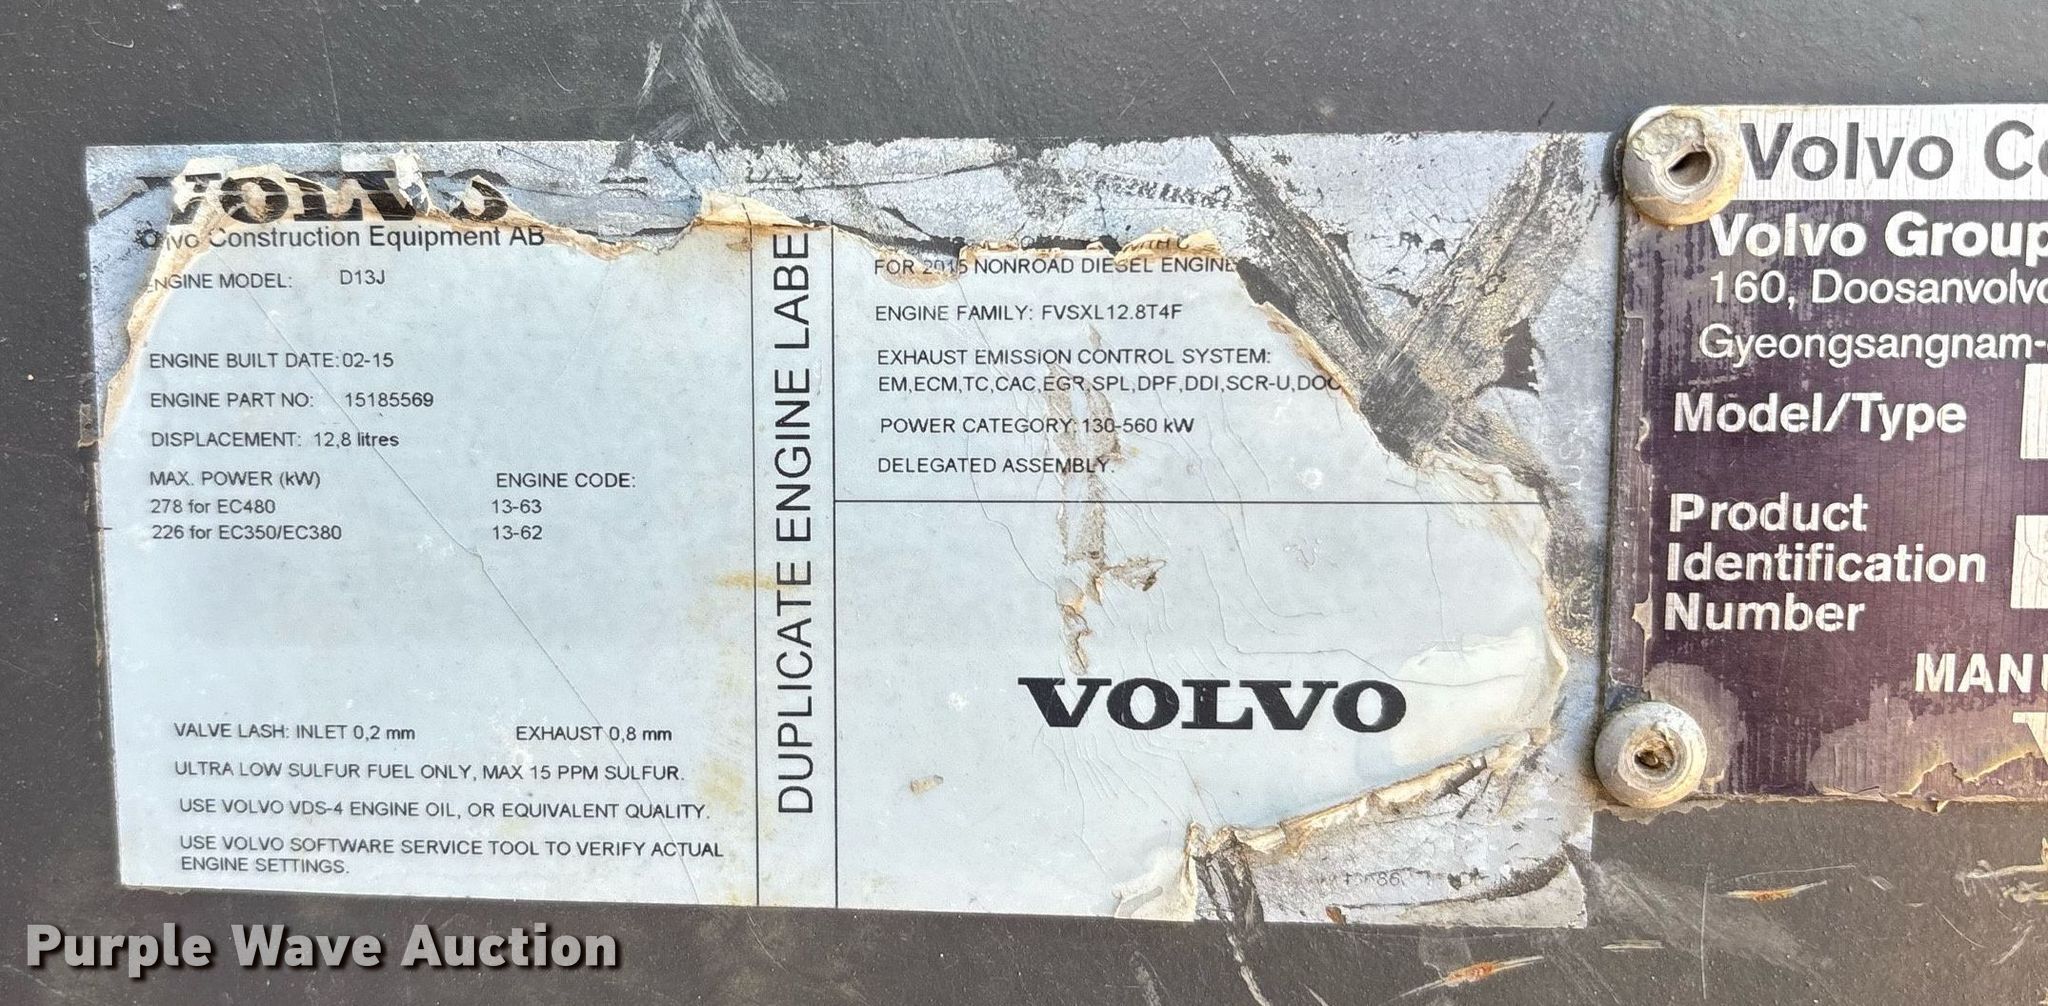 VOLVO
Volvo Construction Equipment AB
ENGINE MODEL: D13J
ENGINE BUILT DATE: 02-15
ENGINE PART NO: 15185569
DISPLACEMENT: 12,8 litres
MAX. POWER (kW) ENGINE CODE:
278 for EC480 13-63
226 for EC350/EC380 13-62
VALVE LASH: INLET 0,2 mm EXHAUST 0,8 mm
ULTRA LOW SULFUR FUEL ONLY, MAX 15 PPM SULFUR.
USE VOLVO VDS-4 ENGINE OIL, OR EQUIVALENT QUALITY.
USE VOLVO SOFTWARE SERVICE TOOL TO VERIFY ACTUAL
ENGINE SETTINGS.
DUPLICATE ENGINE LABE
FOR 2015 NONROAD DIESEL ENGINE
ENGINE FAMILY: FVSXL12.8T4F
EXHAUST EMISSION CONTROL SYSTEM:
EM,ECM,TC,CAC,EGR,SPL,DPF,DDI,SCR-U,DOC
POWER CATEGORY: 130-560 kW
DELEGATED ASSEMBLY.
VOLVO
Volvo Co
Volvo Group
160, Doosanvolvo
Gyeongsangnam-
Model/Type
Product
Identification
Number
MANU
Purple Wave Auction